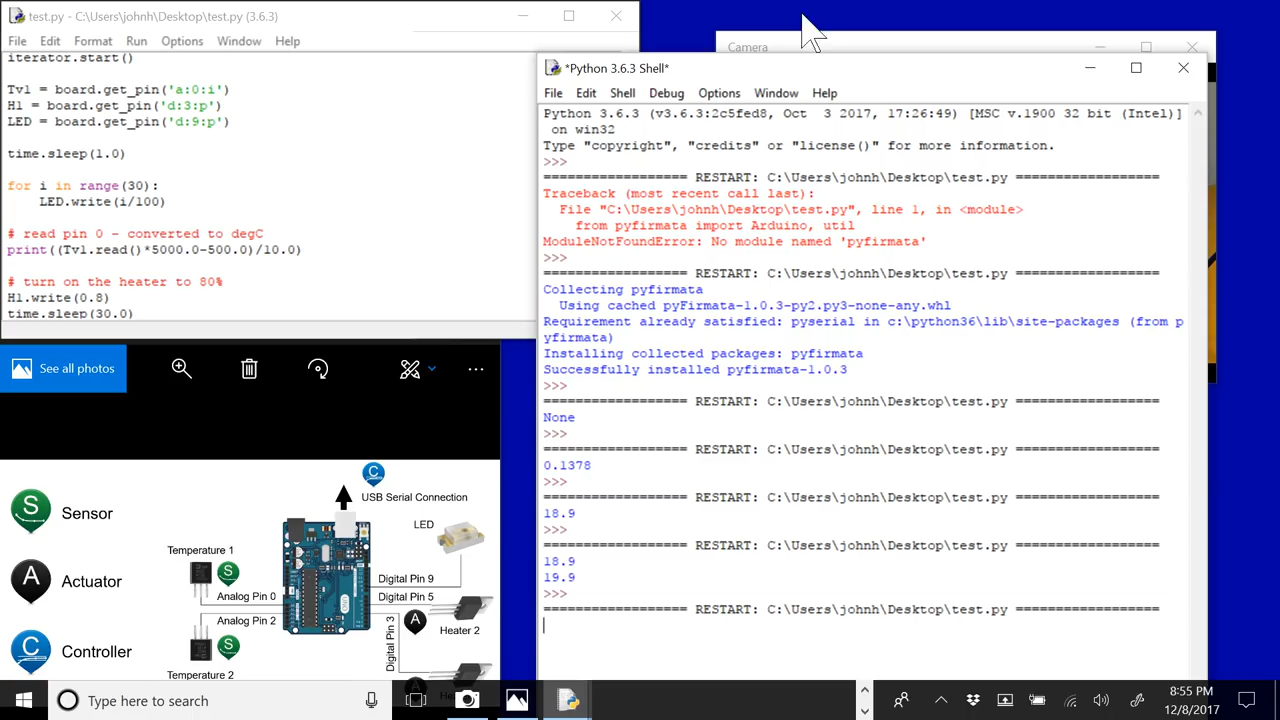 test.py - C:\Users\johnh\Desktop\test.py (3.6.3)
File Edit Format Run Options Window Help
iterator.start()
Tv1 = board.get_pin('a:0:i')
H1 = board.get_pin('d:3:p')
LED = board.get_pin('d:9:p')
time.sleep(1.0)
for i in range(30):
    LED.write(i/100)
# read pin 0 - converted to degC
print((Tv1.read()*5000.0-500.0)/10.0)
# turn on the heater to 80%
H1.write(0.8)
time.sleep(30.0)
Camera
*Python 3.6.3 Shell*
File Edit Shell Debug Options Window Help
Python 3.6.3 (v3.6.3:2c5fed8, Oct  3 2017, 17:26:49) [MSC v.1900 32 bit (Intel)]
 on win32
Type "copyright", "credits" or "license()" for more information.
>>>
================== RESTART: C:\Users\johnh\Desktop\test.py ==================
Traceback (most recent call last):
  File "C:\Users\johnh\Desktop\test.py", line 1, in <module>
    from pyfirmata import Arduino, util
ModuleNotFoundError: No module named 'pyfirmata'
>>>
================== RESTART: C:\Users\johnh\Desktop\test.py ==================
Collecting pyfirmata
  Using cached pyFirmata-1.0.3-py2.py3-none-any.whl
Requirement already satisfied: pyserial in c:\python36\lib\site-packages (from p
yfirmata)
Installing collected packages: pyfirmata
Successfully installed pyfirmata-1.0.3
>>>
================== RESTART: C:\Users\johnh\Desktop\test.py ==================
None
>>>
================== RESTART: C:\Users\johnh\Desktop\test.py ==================
0.1378
>>>
================== RESTART: C:\Users\johnh\Desktop\test.py ==================
18.9
>>>
================== RESTART: C:\Users\johnh\Desktop\test.py ==================
18.9
19.9
>>>
================== RESTART: C:\Users\johnh\Desktop\test.py ==================
See all photos
C
USB Serial Connection
S Sensor
LED
Temperature 1
S
A Actuator
Digital Pin 9
Analog Pin 0
Digital Pin 5
Analog Pin 2
A
Heater 2
Digital Pin 3
C Controller
S
Temperature 2
A
Type here to search
8:55 PM
12/8/2017